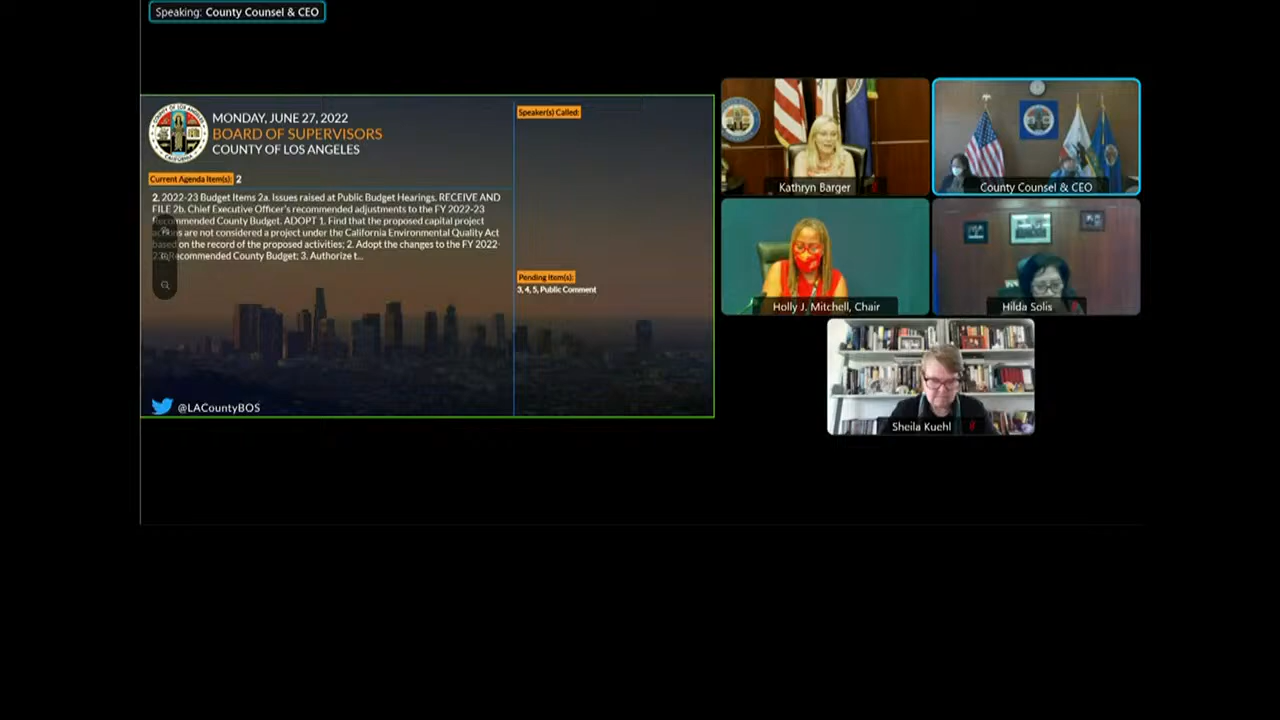 Speaking: County Counsel & CEO
MONDAY, JUNE 27, 2022
BOARD OF SUPERVISORS
COUNTY OF LOS ANGELES
Current Agenda Item(s): 2
2. 2022-23 Budget Items 2a. Issues raised at Public Budget Hearings. RECEIVE AND
FILE 2b. Chief Executive Officer's recommended adjustments to the FY 2022-23
Recommended County Budget. ADOPT 1. Find that the proposed capital project
actions are not considered a project under the California Environmental Quality Act
based on the record of the proposed activities; 2. Adopt the changes to the FY 2022-
Recommended County Budget; 3. Authorize t...
@LACountyBOS
Speaker(s) Called:
Pending Item(s):
3, 4, 5, Public Comment
Kathryn Barger
County Counsel & CEO
Holly J. Mitchell, Chair
Hilda Solis
Sheila Kuehl